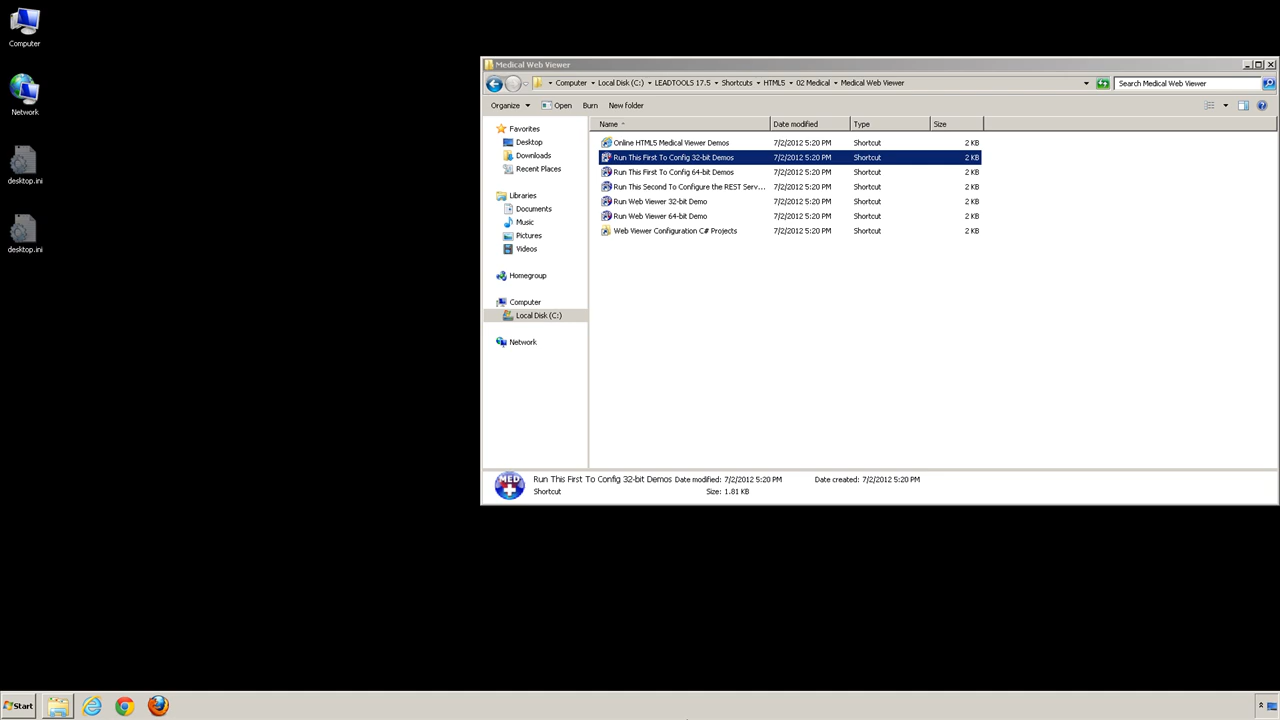 Computer
Network
desktop.ini
desktop.ini
Medical Web Viewer
Computer Local Disk (C:) LEADTOOLS 17.5 Shortcuts HTML5 02 Medical Medical Web Viewer
Search Medical Web Viewer
Organize Open Burn New folder
Favorites
Desktop
Downloads
Recent Places
Libraries
Documents
Music
Pictures
Videos
Homegroup
Computer
Local Disk (C:)
Network
Name Date modified Type Size
Online HTML5 Medical Viewer Demos 7/2/2012 5:20 PM Shortcut 2 KB
Run This First To Config 32-bit Demos 7/2/2012 5:20 PM Shortcut 2 KB
Run This First To Config 64-bit Demos 7/2/2012 5:20 PM Shortcut 2 KB
Run This Second To Configure the REST Serv... 7/2/2012 5:20 PM Shortcut 2 KB
Run Web Viewer 32-bit Demo 7/2/2012 5:20 PM Shortcut 2 KB
Run Web Viewer 64-bit Demo 7/2/2012 5:20 PM Shortcut 2 KB
Web Viewer Configuration C# Projects 7/2/2012 5:20 PM Shortcut 2 KB
MED
Run This First To Config 32-bit Demos Date modified: 7/2/2012 5:20 PM Date created: 7/2/2012 5:20 PM
Shortcut Size: 1.81 KB
Start